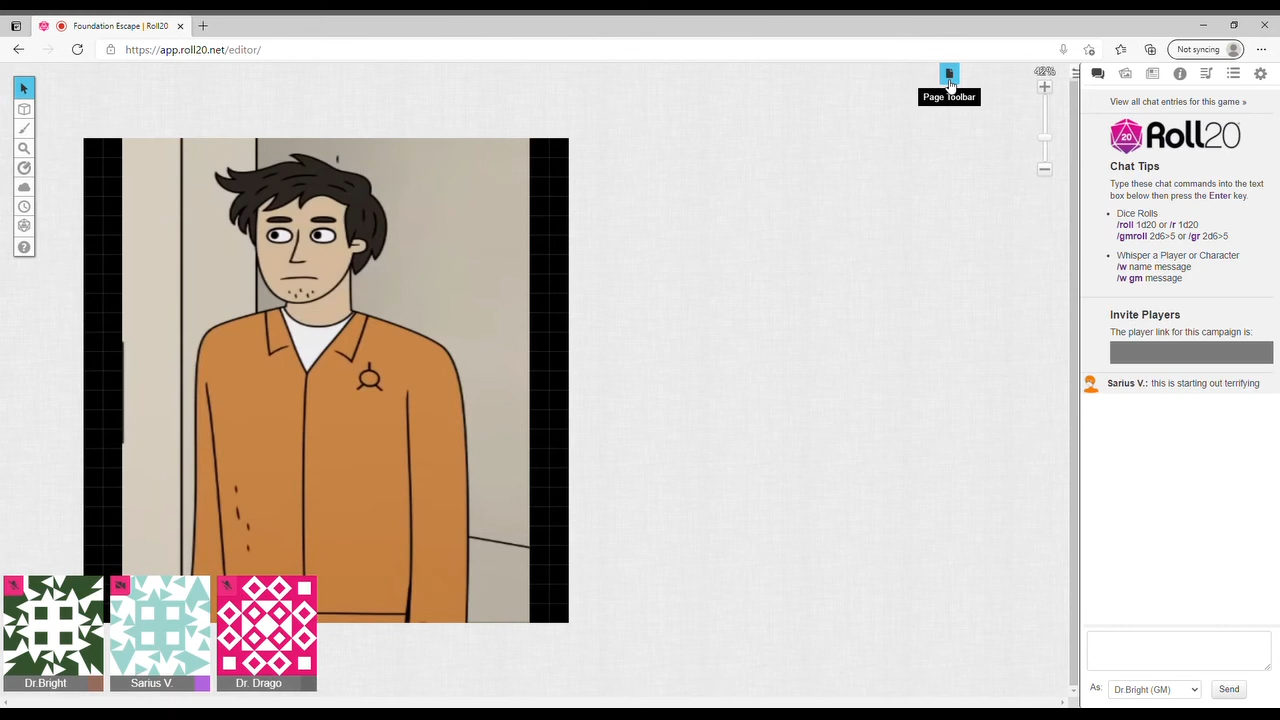 Foundation Escape | Roll20
https://app.roll20.net/editor/
Not syncing
Page Toolbar
42%
View all chat entries for this game »
20
Roll20
Chat Tips
Type these chat commands into the text
box below then press the Enter key.
• Dice Rolls
/roll 1d20 or /r 1d20
/gmroll 2d6>5 or /gr 2d6>5
• Whisper a Player or Character
/w name message
/w gm message
Invite Players
The player link for this campaign is:
Sarius V.: this is starting out terrifying
Dr.Bright
Sarius V.
Dr. Drago
As:
Dr.Bright (GM)
Send